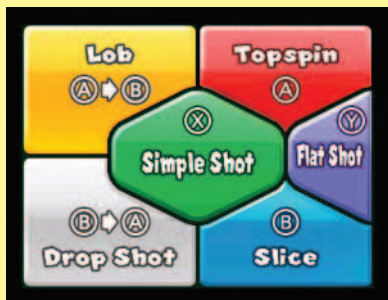 Lob
Ⓐ➪Ⓑ
Topspin
Ⓐ
Ⓧ
Simple Shot
Ⓨ
Flat Shot
Ⓑ➪Ⓐ
Drop Shot
Ⓑ
Slice